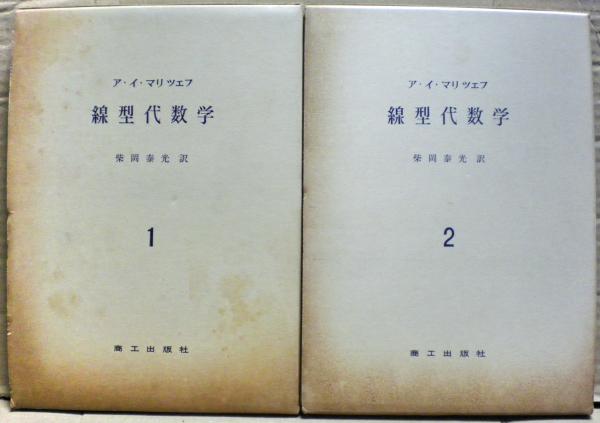 ア・イ・マリツェフ
線型代数学
柴岡泰光訳
1
商工出版社
ア・イ・マリツェフ
線型代数学
柴岡泰光訳
2
商工出版社